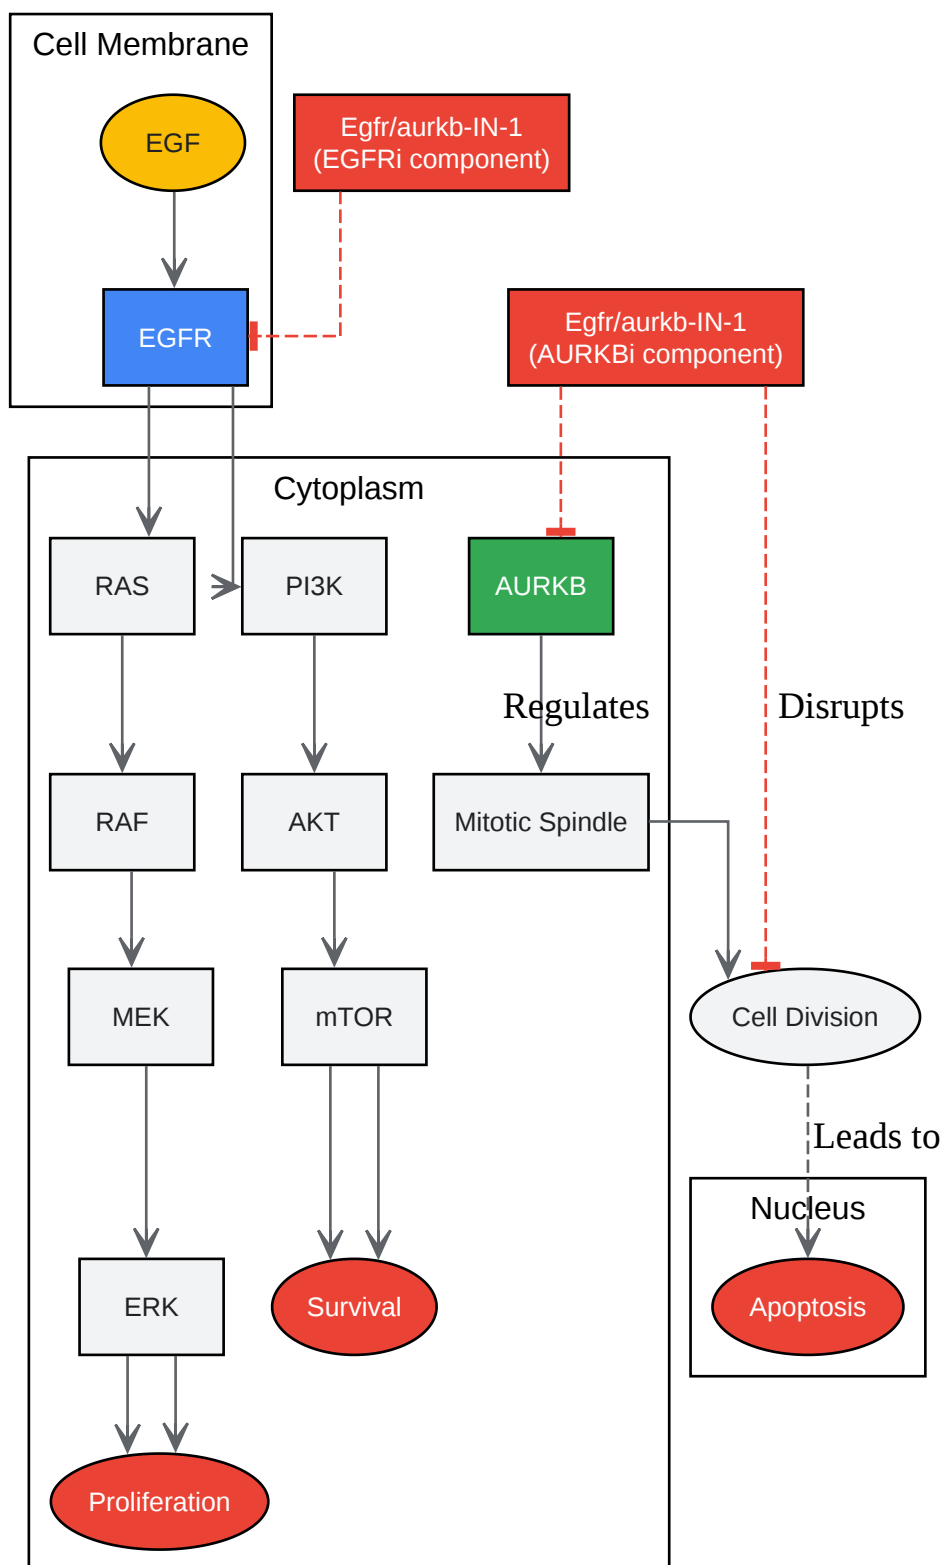 Cell Membrane
EGF
Egfr/aurkb-IN-1
(EGFRi component)
EGFR
Egfr/aurkb-IN-1
(AURKBi component)
Cytoplasm
RAS
PI3K
AURKB
Regulates
Disrupts
RAF
AKT
Mitotic Spindle
MEK
mTOR
Cell Division
Leads to
Nucleus
ERK
Survival
Apoptosis
Proliferation